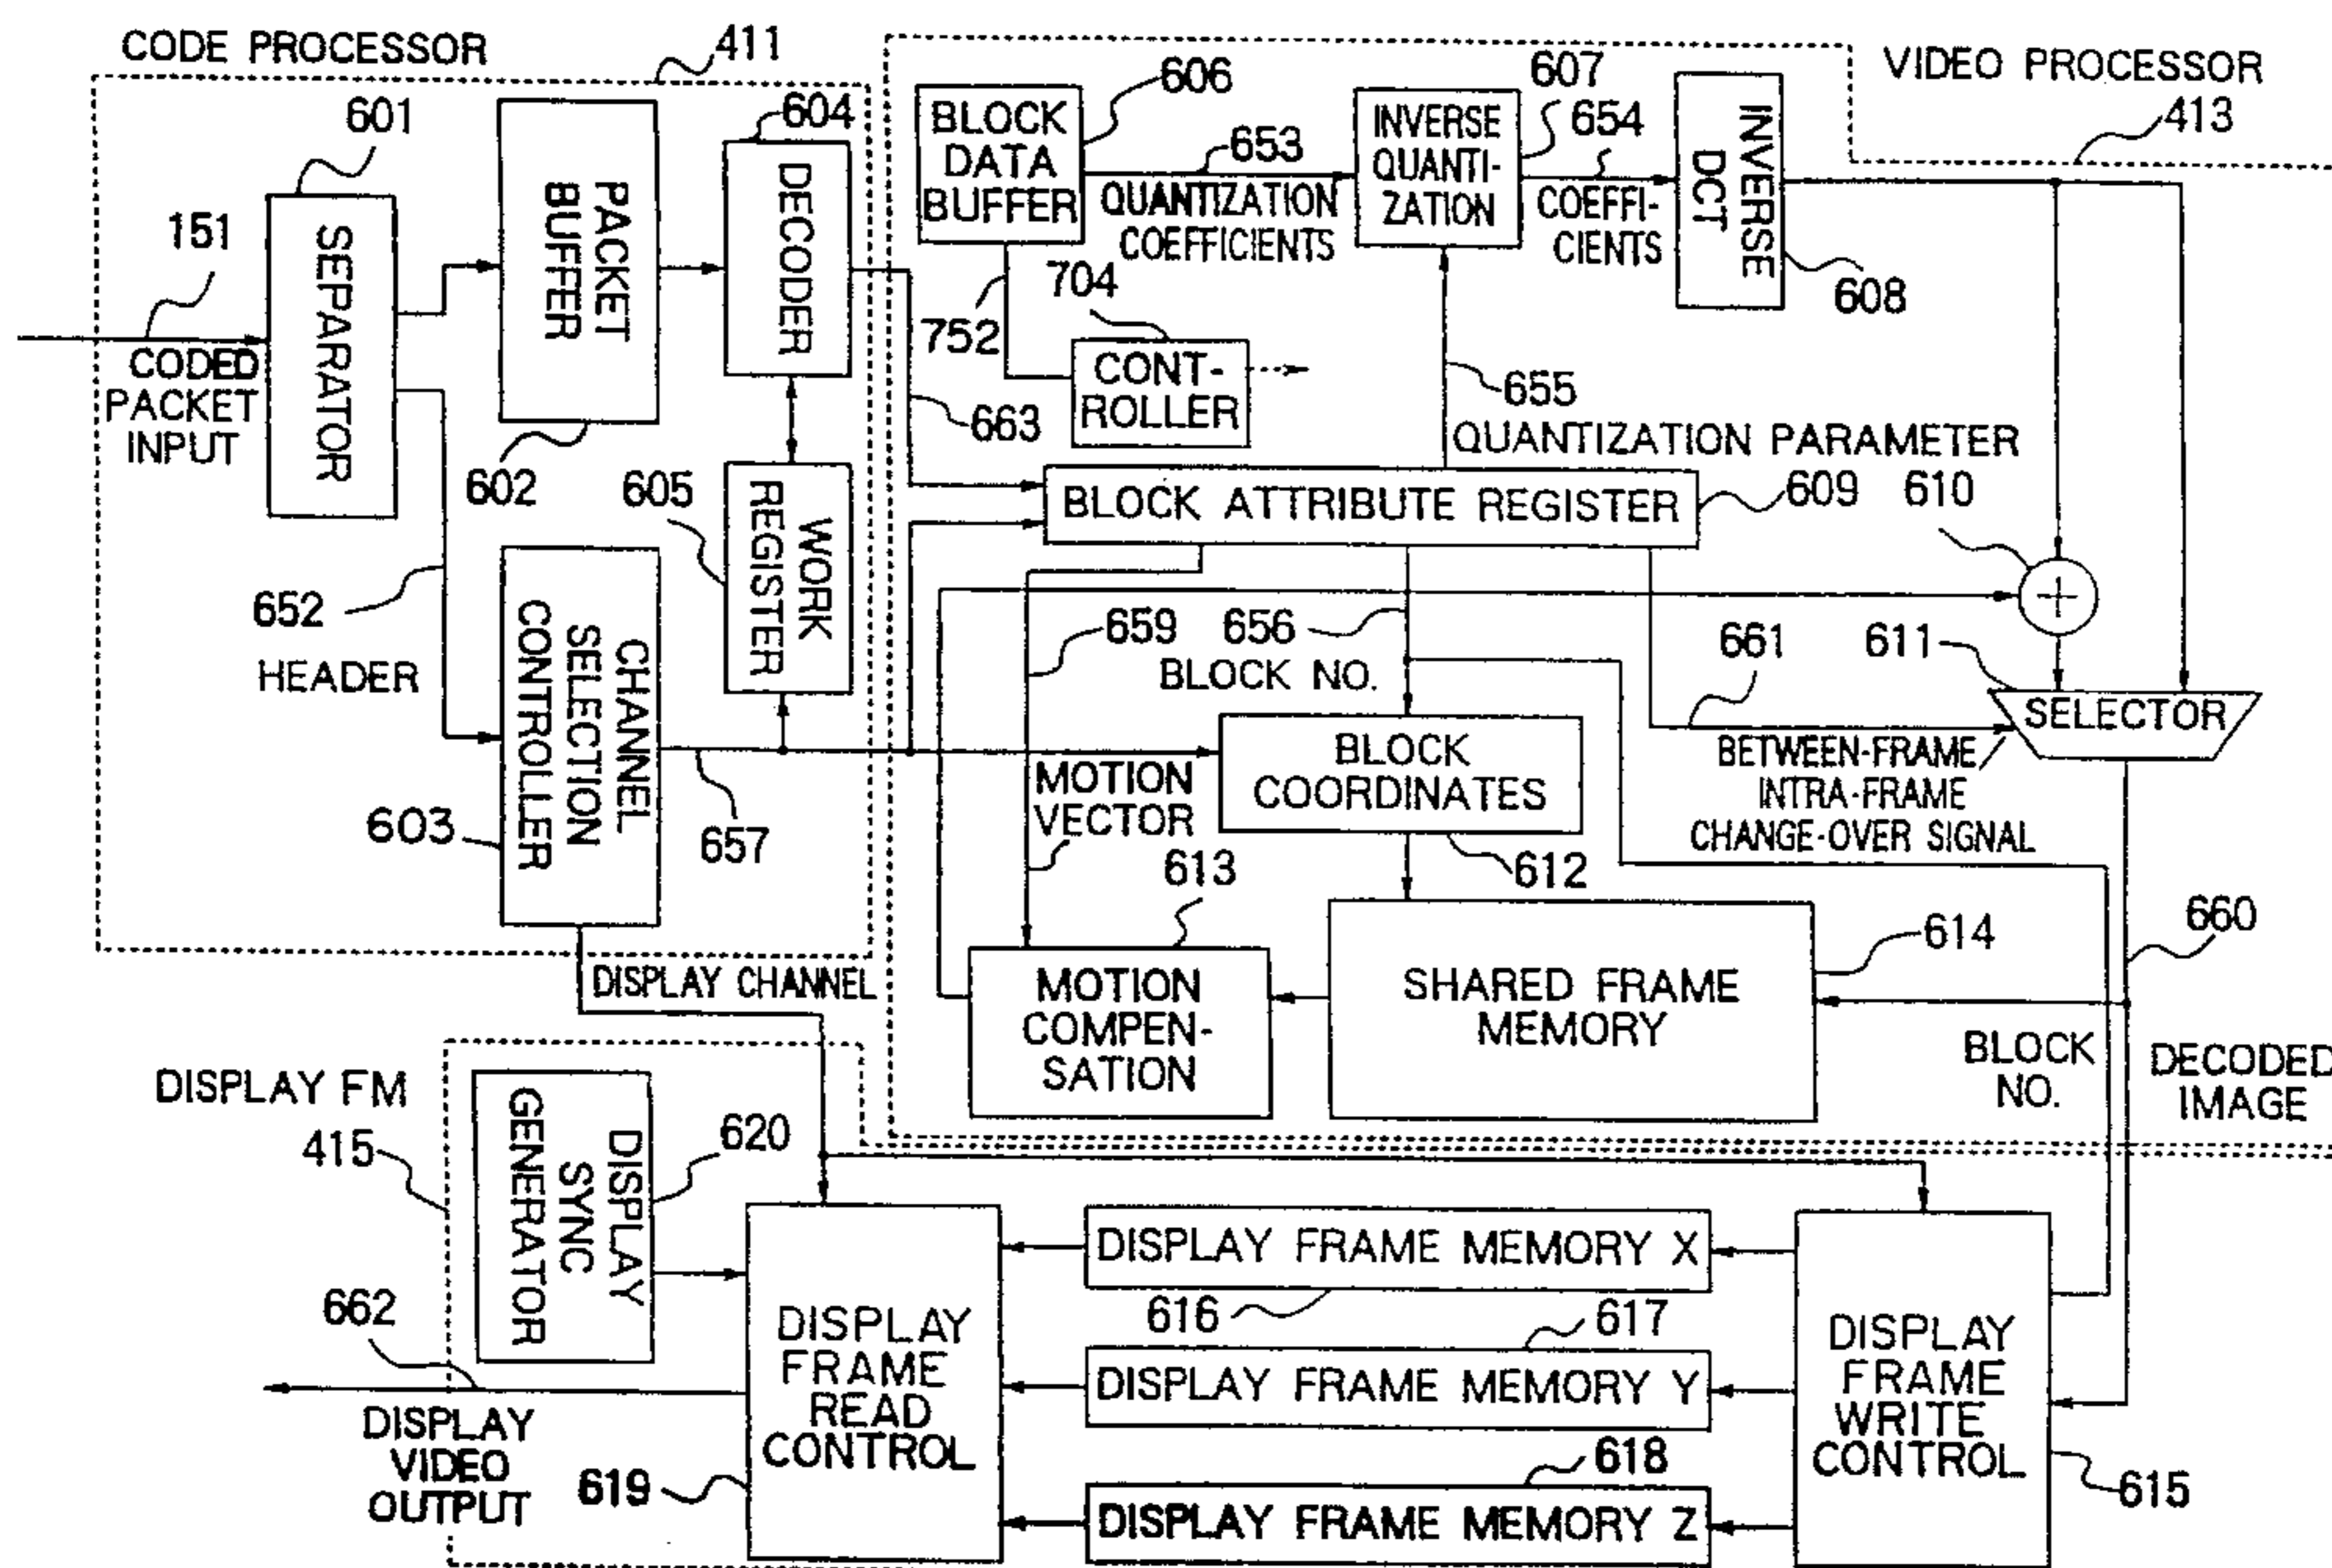 CODE PROCESSOR
411
VIDEO PROCESSOR
413
601
151
CODED
PACKET
INPUT
SEPARATOR
PACKET
BUFFER
602
604
DECODER
605
WORK
REGISTER
652
HEADER
CHANNEL
SELECTION
CONTROLLER
603
657
663
BLOCK
DATA
BUFFER
606
653
QUANTIZATION
COEFFICIENTS
607
INVERSE
QUANTI-
ZATION
654
COEFFI-
CIENTS
INVERSE
DCT
608
752
704
CONT-
ROLLER
655
QUANTIZATION PARAMETER
BLOCK ATTRIBUTE REGISTER
609
610
+
659
656
BLOCK NO.
661
611
SELECTOR
BETWEEN-FRAME/
INTRA-FRAME
CHANGE-OVER SIGNAL
MOTION
VECTOR
BLOCK
COORDINATES
612
613
MOTION
COMPEN-
SATION
SHARED FRAME
MEMORY
614
660
BLOCK
NO.
DECODED
IMAGE
DISPLAY CHANNEL
DISPLAY FM
415
DISPLAY
SYNC
GENERATOR
620
662
DISPLAY
VIDEO
OUTPUT
DISPLAY
FRAME
READ
CONTROL
619
DISPLAY FRAME MEMORY X
616
617
DISPLAY FRAME MEMORY Y
618
DISPLAY FRAME MEMORY Z
DISPLAY
FRAME
WRITE
CONTROL
615